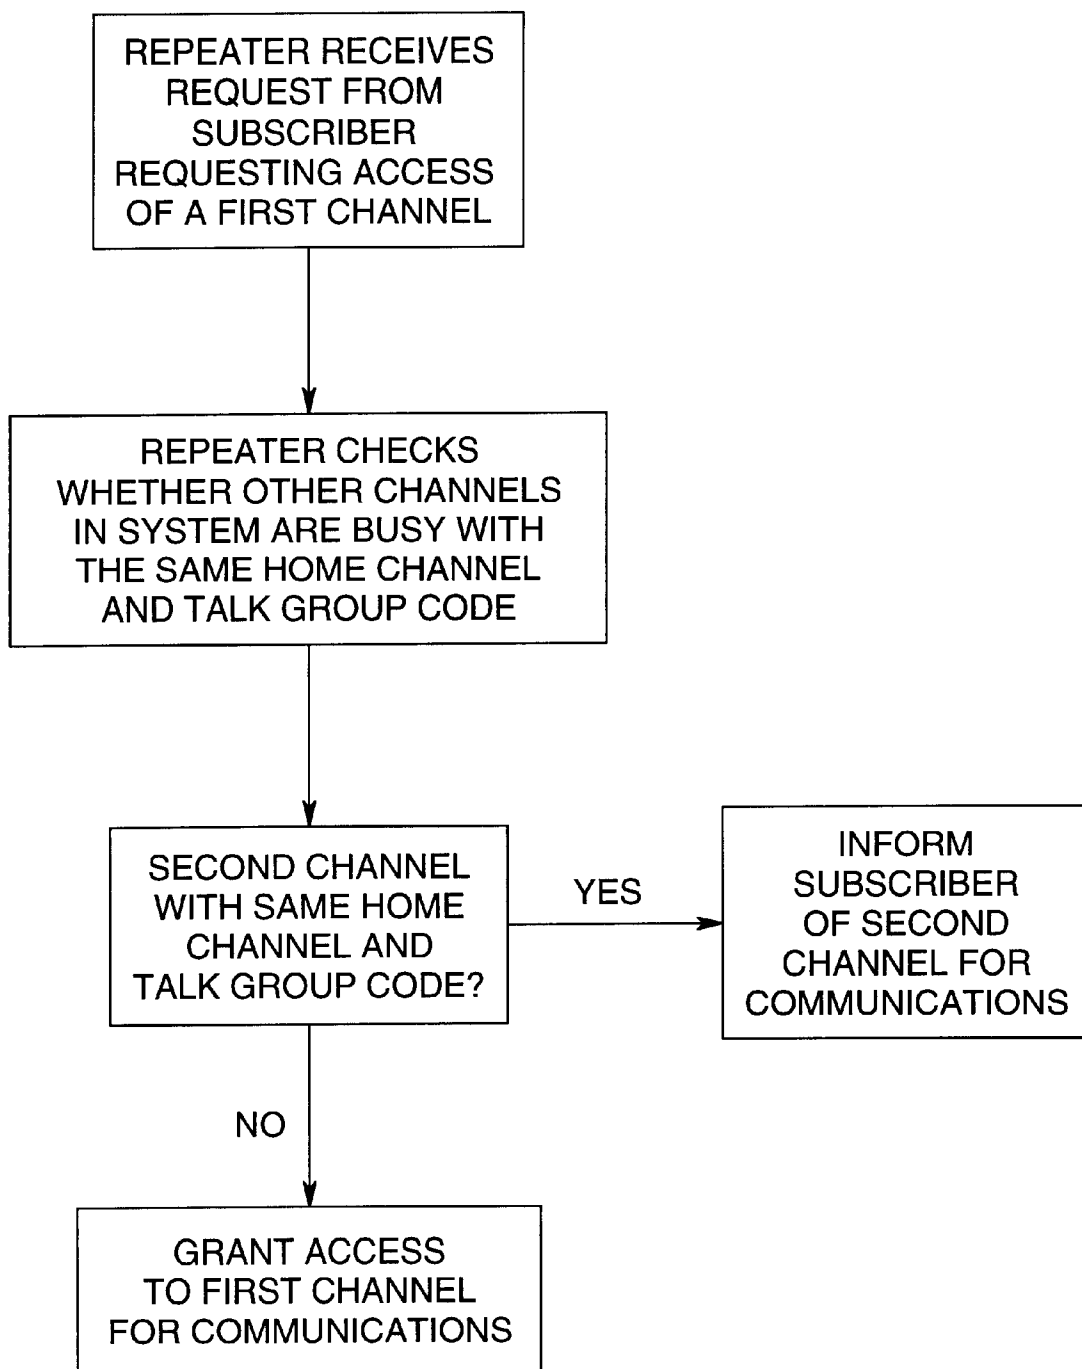 REPEATER RECEIVES
REQUEST FROM
SUBSCRIBER
REQUESTING ACCESS
OF A FIRST CHANNEL
REPEATER CHECKS
WHETHER OTHER CHANNELS
IN SYSTEM ARE BUSY WITH
THE SAME HOME CHANNEL
AND TALK GROUP CODE
SECOND CHANNEL
WITH SAME HOME
CHANNEL AND
TALK GROUP CODE?
YES
INFORM
SUBSCRIBER
OF SECOND
CHANNEL FOR
COMMUNICATIONS
NO
GRANT ACCESS
TO FIRST CHANNEL
FOR COMMUNICATIONS